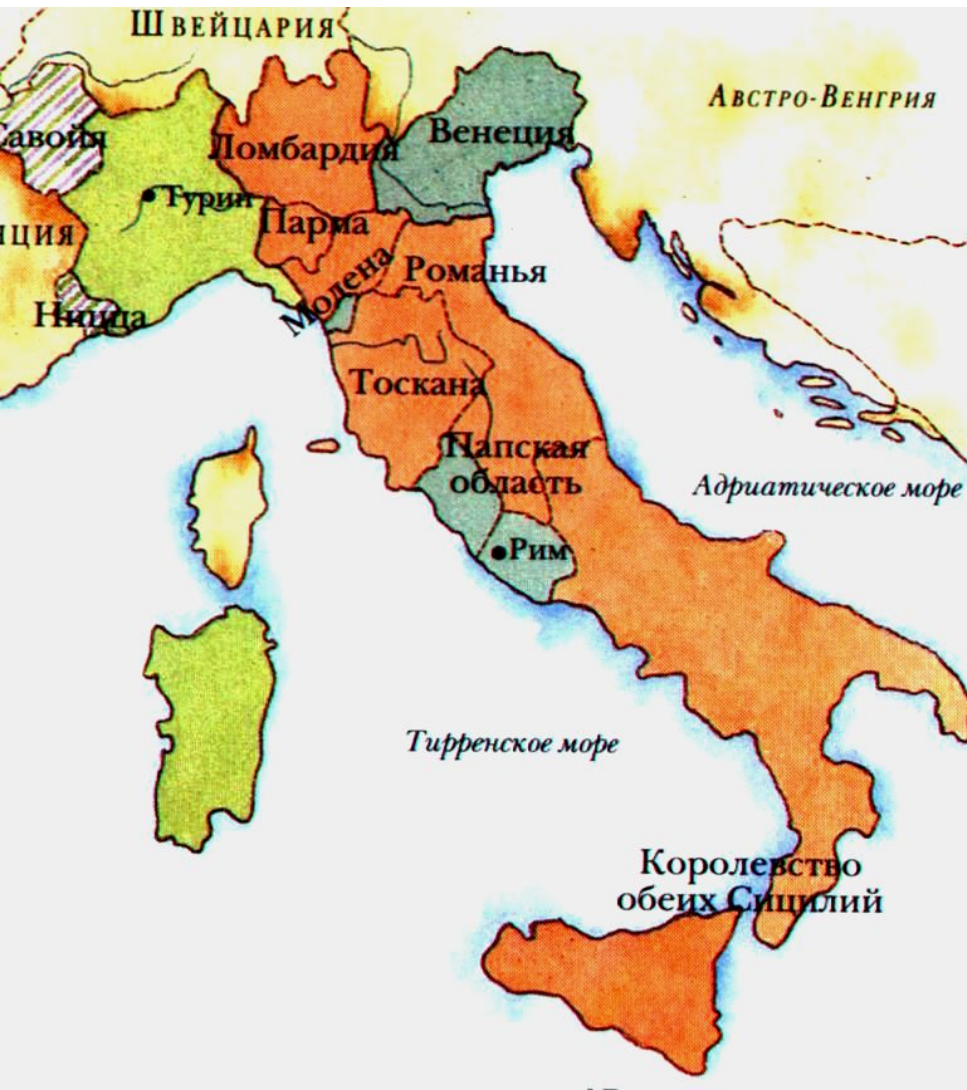 ШВЕЙЦАРИЯ
АВСТРО-ВЕНГРИЯ
Савойя
Ломбардия
Венеция
Турин
Парма
НЦИЯ
Модена
Романья
Ницца
Тоскана
Папская
область
Адриатическое море
Рим
Тирренское море
Королевство
обеих Сицилий